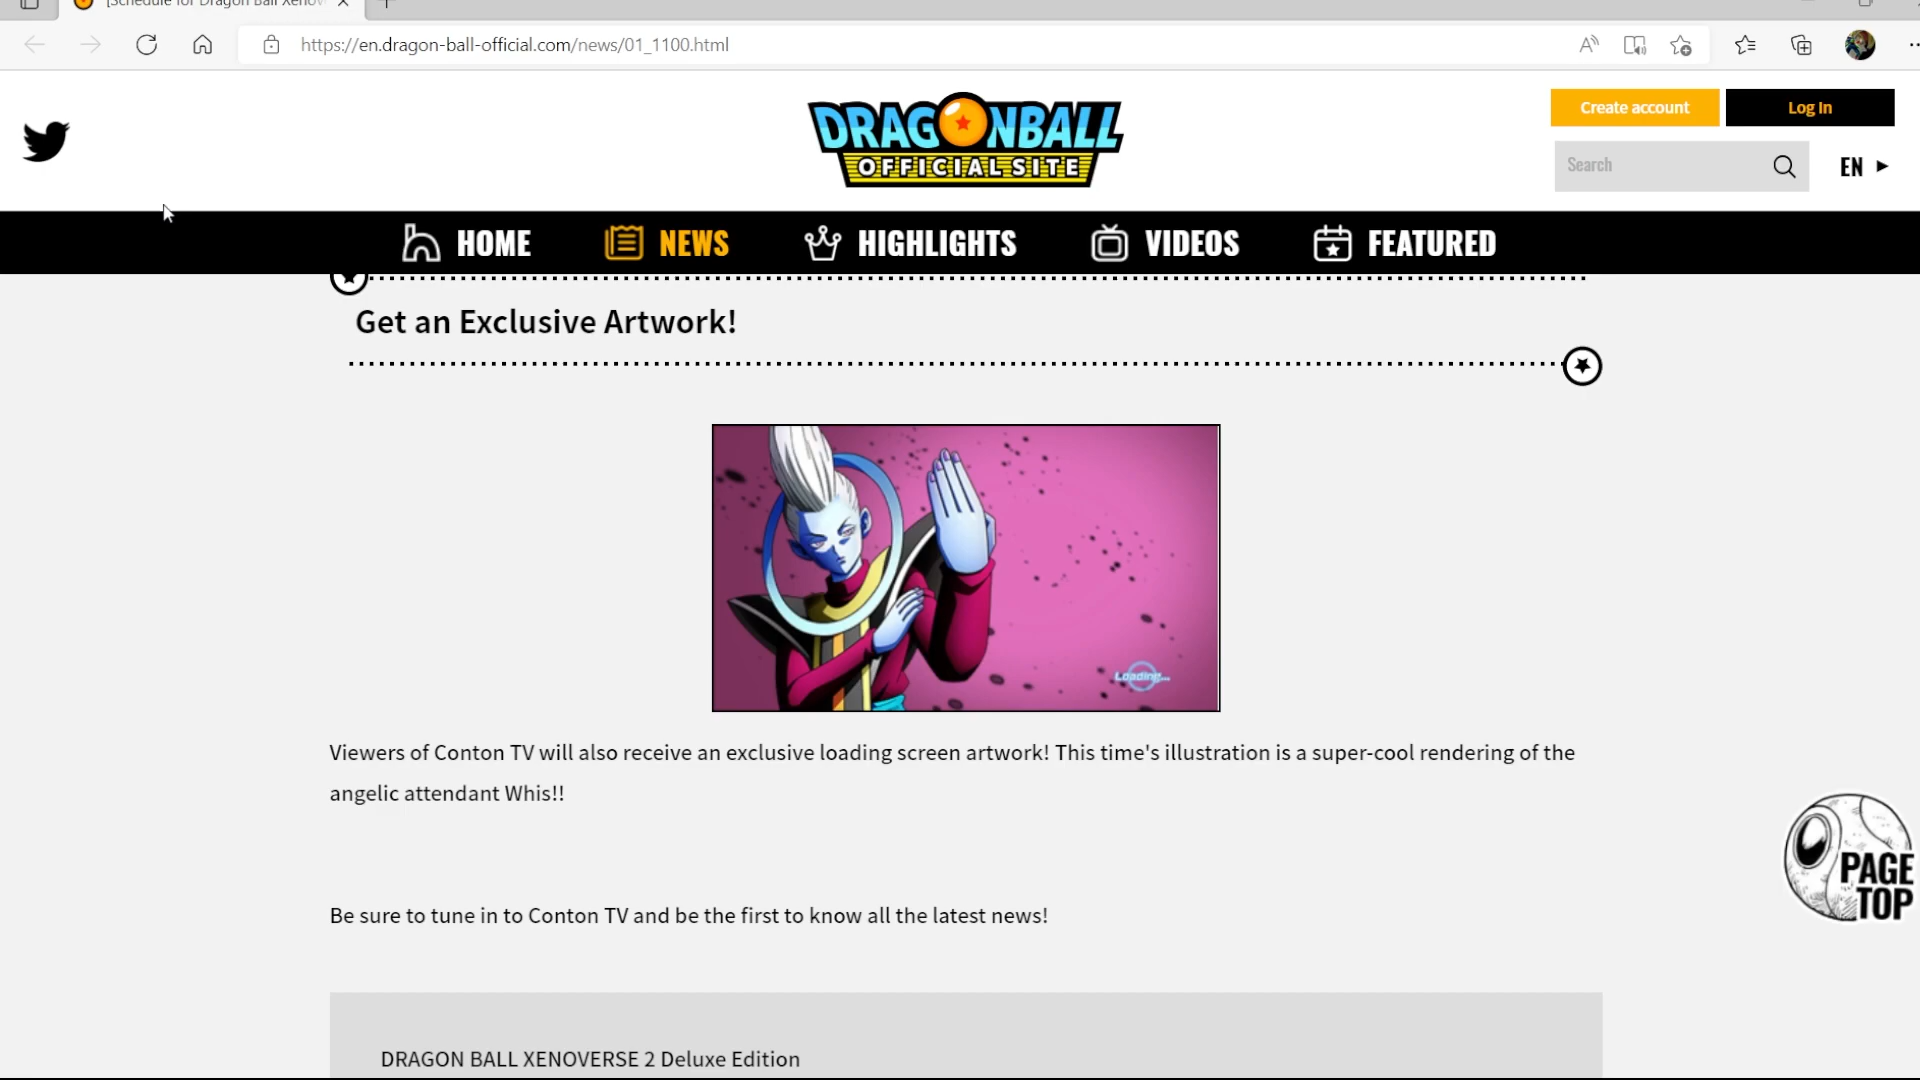 [Schedule for Dragon Ball Xenov
https://en.dragon-ball-official.com/news/01_1100.html
DRAGONBALL
OFFICIAL SITE
Create account
Log In
Search
EN
HOME
NEWS
HIGHLIGHTS
VIDEOS
FEATURED
Get an Exclusive Artwork!
Loading...
Viewers of Conton TV will also receive an exclusive loading screen artwork! This time's illustration is a super-cool rendering of the
angelic attendant Whis!!
Be sure to tune in to Conton TV and be the first to know all the latest news!
PAGE
TOP
DRAGON BALL XENOVERSE 2 Deluxe Edition